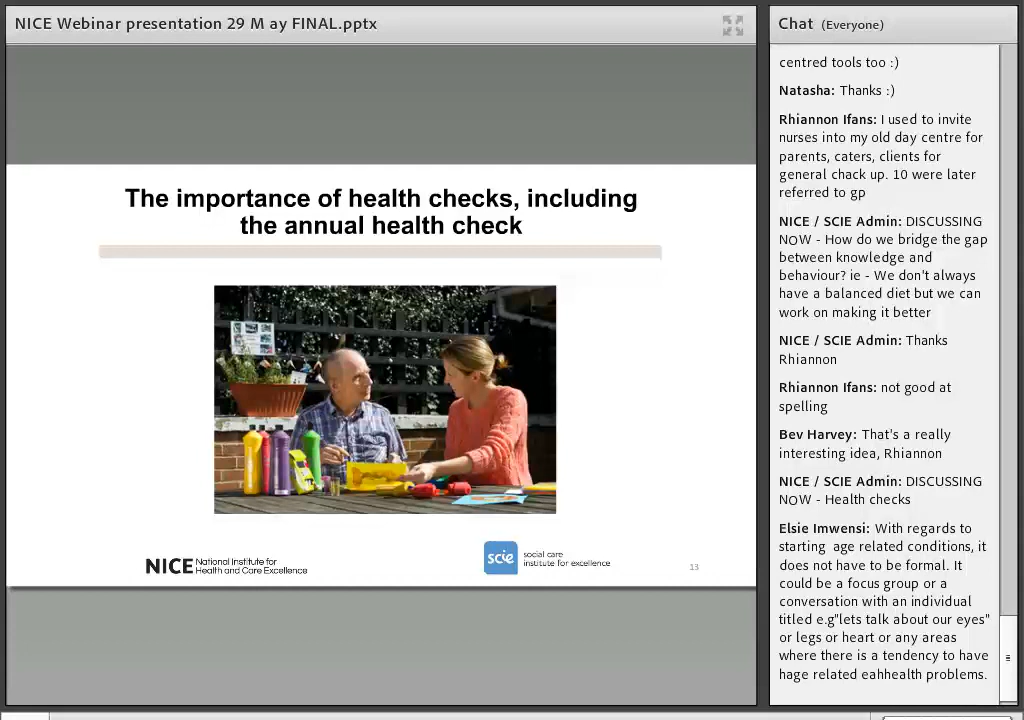 NICE Webinar presentation 29 M ay FINAL.pptx
The importance of health checks, including
the annual health check
NICE National Institute for
Health and Care Excellence
scie social care
institute for excellence
13
Chat (Everyone)
centred tools too :)
Natasha: Thanks :)
Rhiannon Ifans: I used to invite
nurses into my old day centre for
parents, caters, clients for
general chack up. 10 were later
referred to gp
NICE / SCIE Admin: DISCUSSING
NOW - How do we bridge the gap
between knowledge and
behaviour? ie - We don't always
have a balanced diet but we can
work on making it better
NICE / SCIE Admin: Thanks
Rhiannon
Rhiannon Ifans: not good at
spelling
Bev Harvey: That's a really
interesting idea, Rhiannon
NICE / SCIE Admin: DISCUSSING
NOW - Health checks
Elsie Imwensi: With regards to
starting age related conditions, it
does not have to be formal. It
could be a focus group or a
conversation with an individual
titled e.g"lets talk about our eyes"
or legs or heart or any areas
where there is a tendency to have
hage related eahhealth problems.